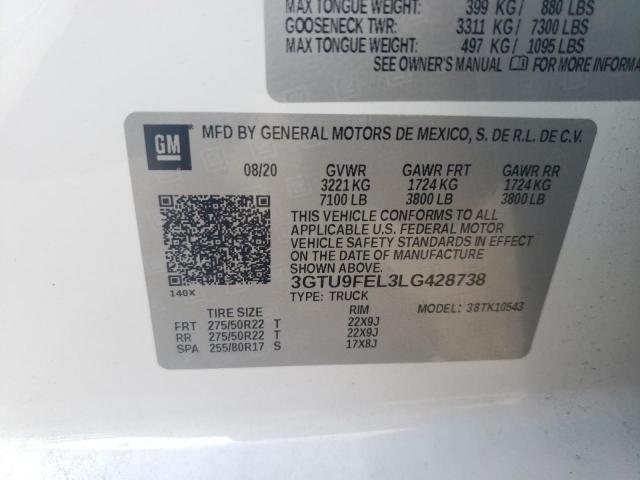 MAX TONGUE WEIGHT: 399 KG / 880 LBS
GOOSENECK TWR: 3311 KG / 7300 LBS
MAX TONGUE WEIGHT: 497 KG / 1095 LBS
SEE OWNER'S MANUAL FOR MORE INFORMA
GM
MFD BY GENERAL MOTORS DE MEXICO, S. DE R.L. DE C.V.
08/20 GVWR GAWR FRT GAWR RR
3221 KG 1724 KG 1724 KG
7100 LB 3800 LB 3800 LB
THIS VEHICLE CONFORMS TO ALL
APPLICABLE U.S. FEDERAL MOTOR
VEHICLE SAFETY STANDARDS IN EFFECT
ON THE DATE OF MANUFACTURE
3GTU9FEL3LG428738
140X
TYPE: TRUCK MODEL: 38TK10543
TIRE SIZE RIM
FRT 275/50R22 T 22X9J
RR 275/50R22 T 22X9J
SPA 255/80R17 S 17X8J